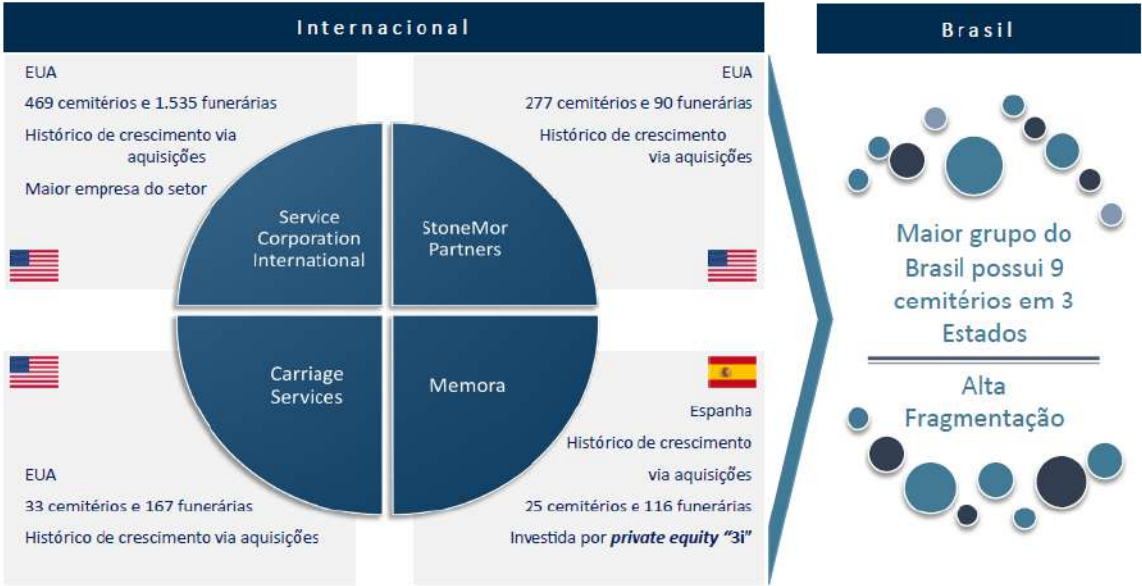 Internacional
EUA
469 cemitérios e 1.535 funerárias
Histórico de crescimento via
aquisições
Maior empresa do setor
Service
Corporation
International
EUA
277 cemitérios e 90 funerárias
Histórico de crescimento
via aquisições
StoneMor
Partners
Carriage
Services
EUA
33 cemitérios e 167 funerárias
Histórico de crescimento via aquisições
Memora
Espanha
Histórico de crescimento
via aquisições
25 cemitérios e 116 funerárias
Investida por private equity "3i"
Brasil
Maior grupo do
Brasil possui 9
cemitérios em 3
Estados
Alta
Fragmentação